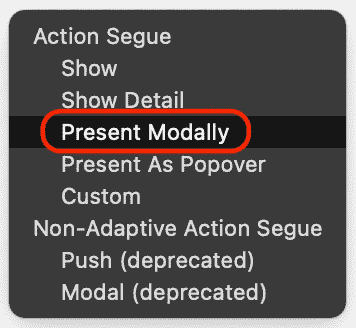 Action Segue
Show
Show Detail
Present Modally
Present As Popover
Custom
Non-Adaptive Action Segue
Push (deprecated)
Modal (deprecated)